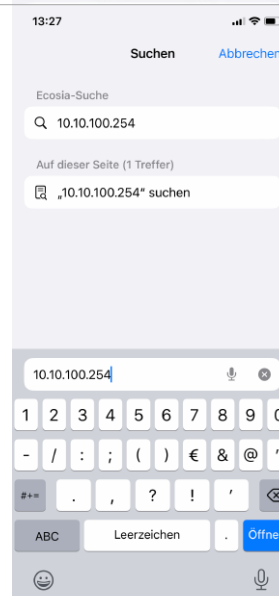 13:27
Suchen
Abbrechen
Ecosia-Suche
10.10.100.254
Auf dieser Seite (1 Treffer)
„10.10.100.254“ suchen
10.10.100.254
1 2 3 4 5 6 7 8 9 0
- / : ; ( ) € & @
#+= . , ? ! '
ABC Leerzeichen . Öffne